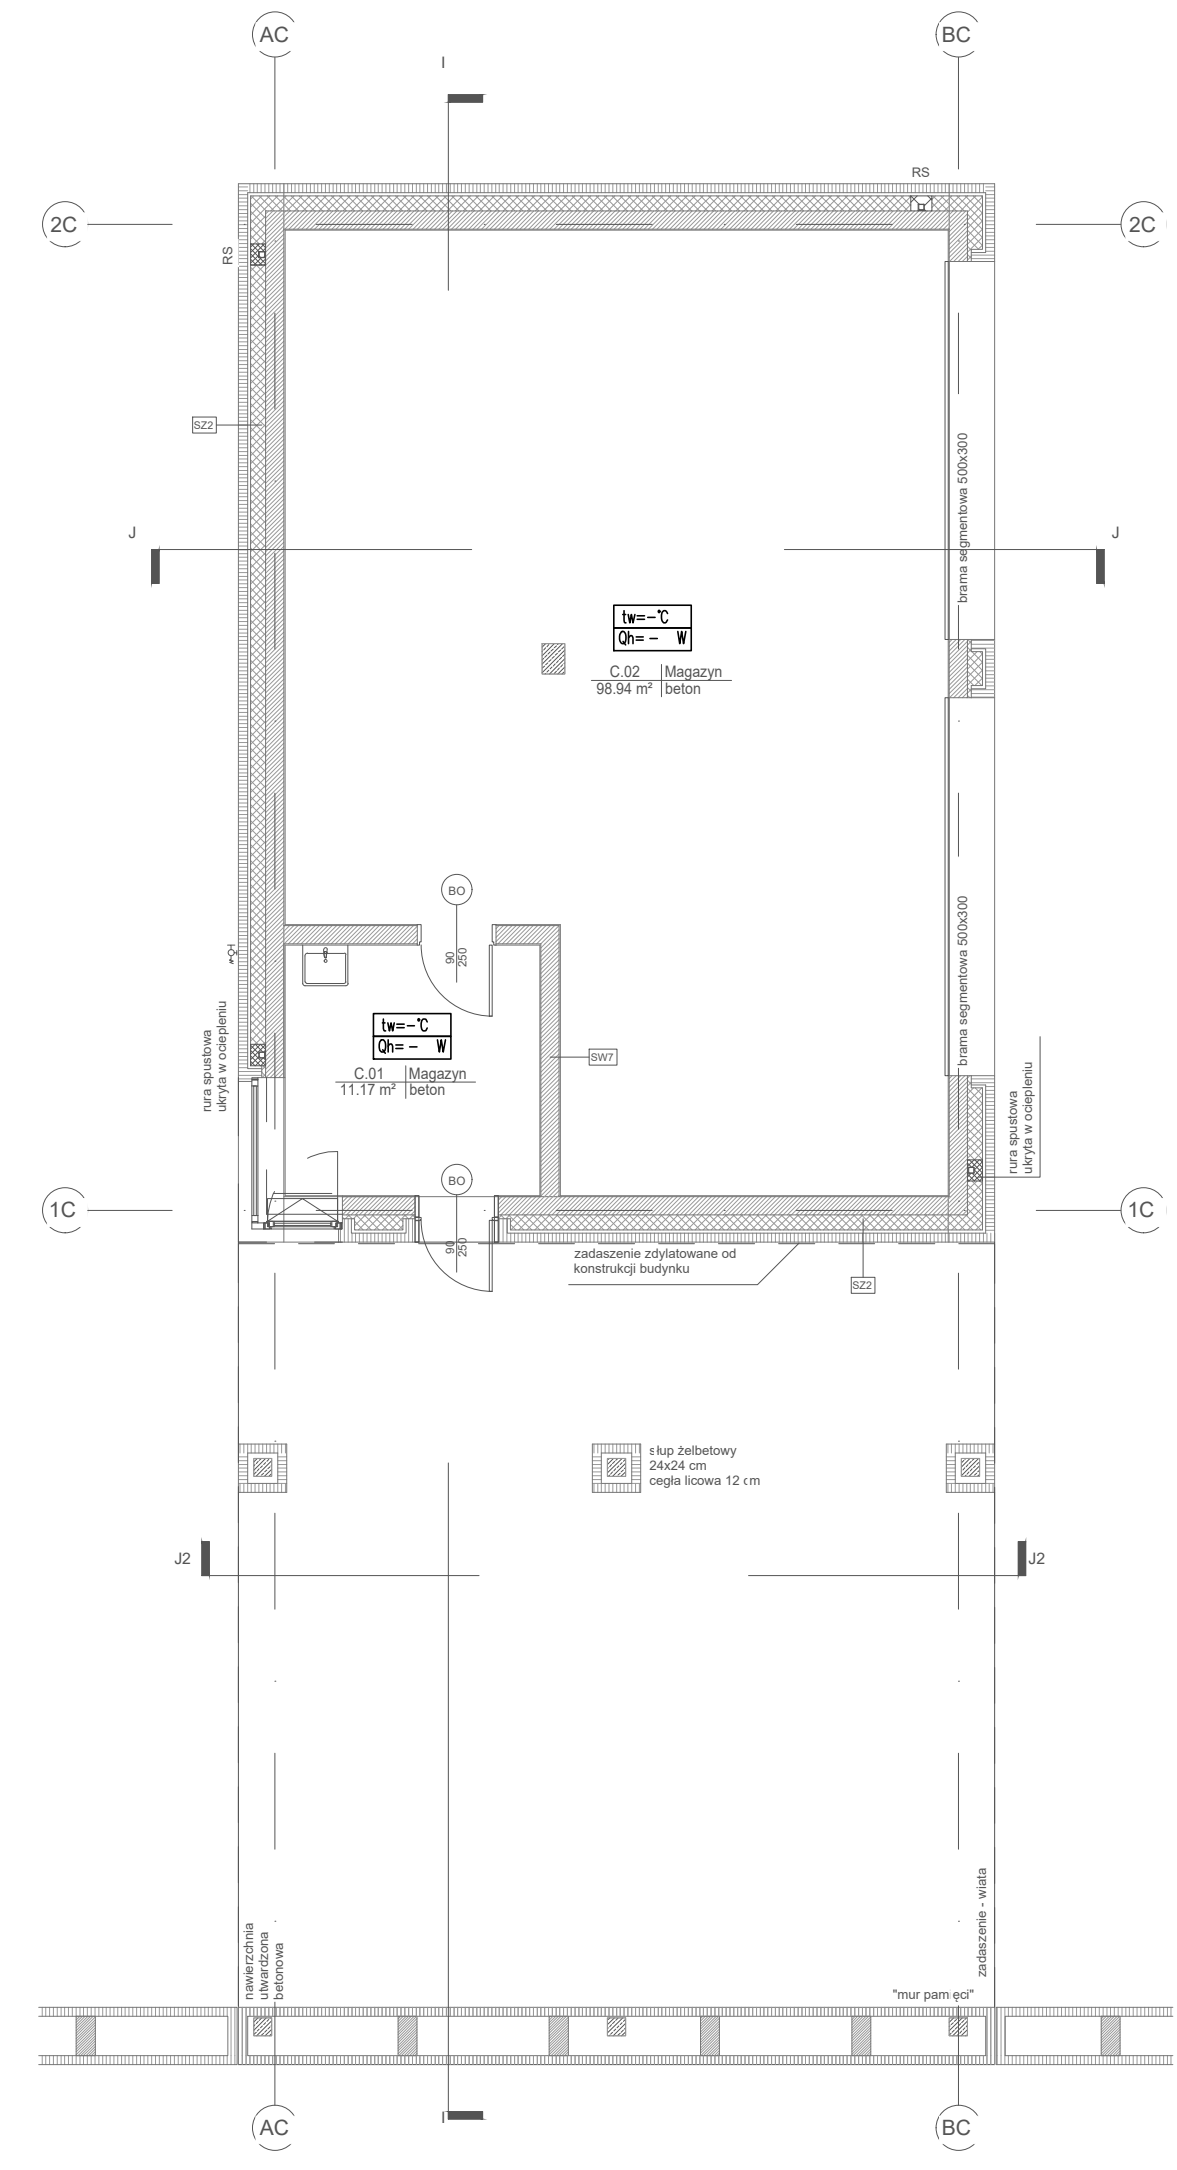 AC
BC
I
RS
2C
2C
RS
SZ2
brama segmentowa 500x300
J
J
tw=-°C
Qh= - W
C.02 Magazyn
98.94 m² beton
BO
90
250
brama segmentowa 500x300
rura spustowa
ukryta w ociepleniu
tw=-°C
Qh= - W
SW7
C.01 Magazyn
11.17 m² beton
rura spustowa
ukryta w ociepleniu
BO
1C
1C
90
250
zadaszenie zdylatowane od
konstrukcji budynku
SZ2
słup żelbetowy
24x24 cm
cegła licowa 12 cm
J2
J2
zadaszenie - wiata
nawierzchnia
utwardzona
betonowa
"mur pamięci"
I
AC
BC